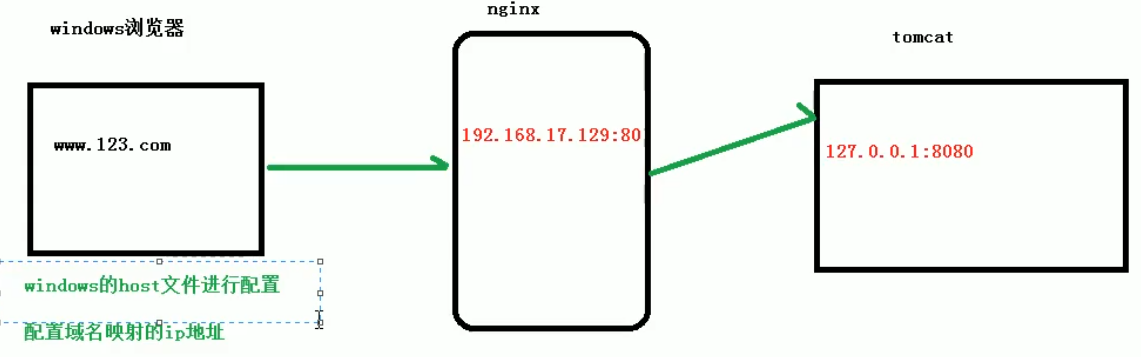 windows浏览器
nginx
tomcat
www.123.com
192.168.17.129:80
127.0.0.1:8080
windows的host文件进行配置
配置域名映射的ip地址